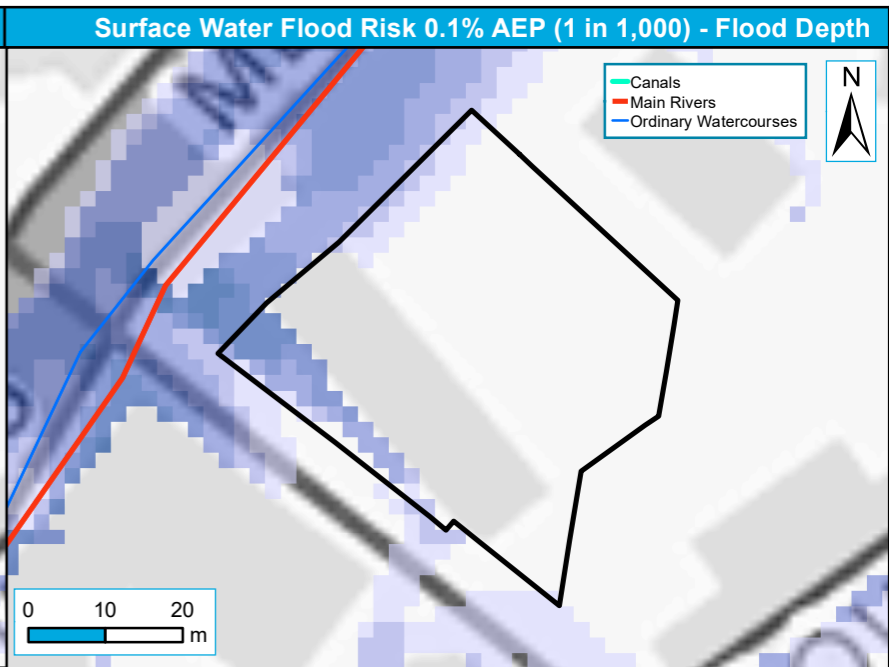 Surface Water Flood Risk 0.1% AEP (1 in 1,000) - Flood Depth
Canals
Main Rivers
Ordinary Watercourses
N
0 10 20
m